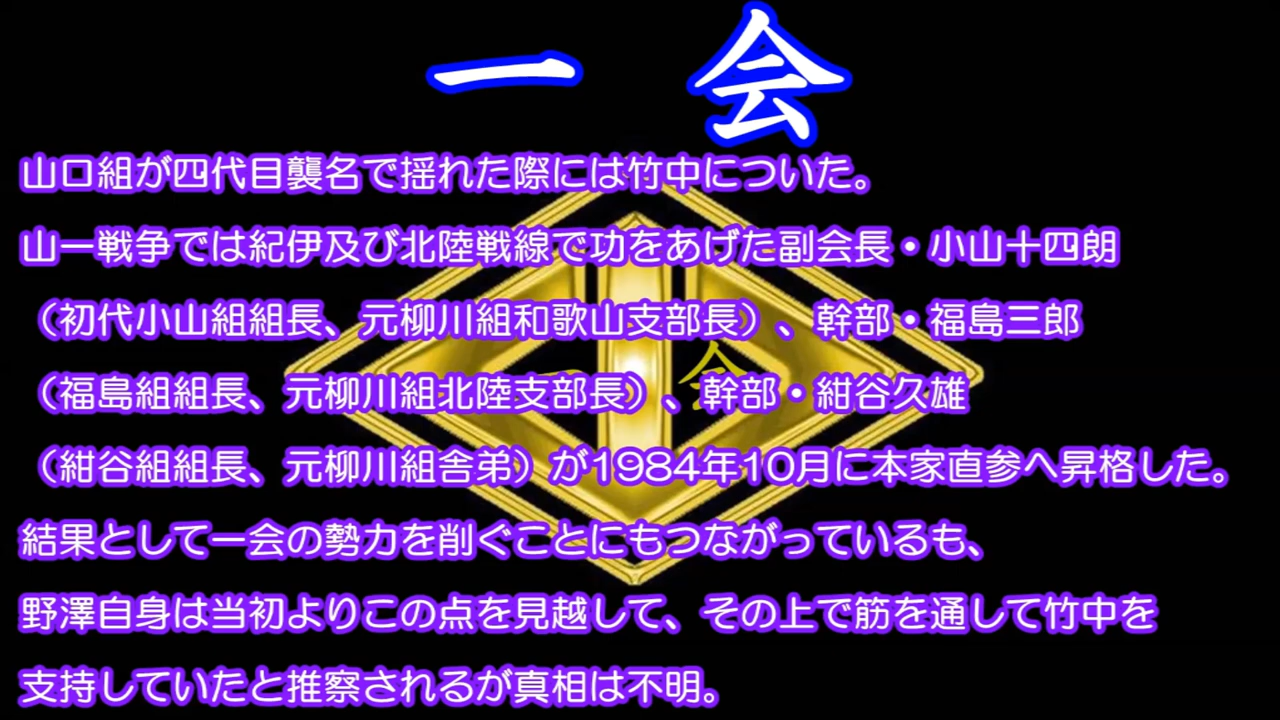 一会
山口組が四代目襲名で揺れた際には竹中についた。
山一戦争では紀伊及び北陸戦線で功をあげた副会長・小山十四朗
（初代小山組組長、元柳川組和歌山支部長）、幹部・福島三郎
（福島組組長、元柳川組北陸支部長）、幹部・紺谷久雄
（紺谷組組長、元柳川組舎弟）が1984年10月に本家直参へ昇格した。
結果として一会の勢力を削ぐことにもつながっているも、
野澤自身は当初よりこの点を見越して、その上で筋を通して竹中を
支持していたと推察されるが真相は不明。